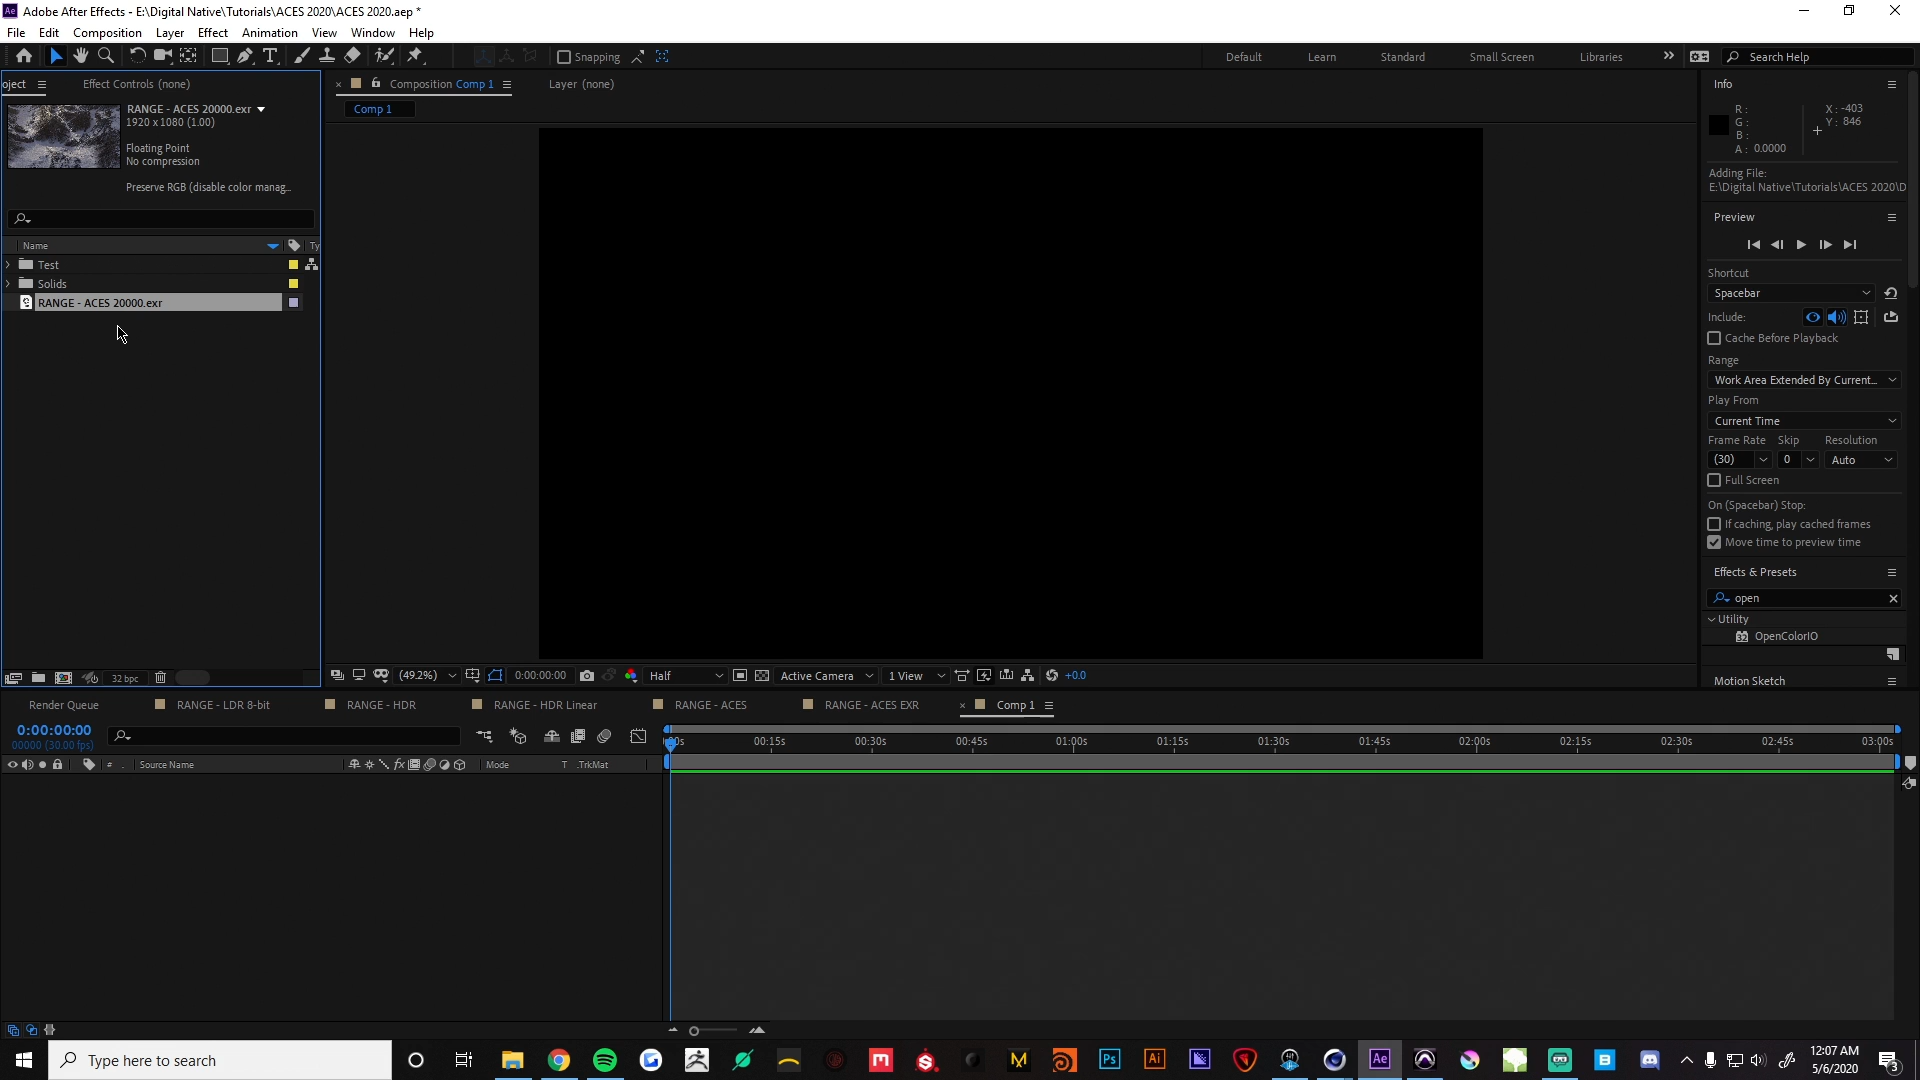 Ae Adobe After Effects - E:\Digital Native\Tutorials\ACES 2020\ACES 2020.aep *
File Edit Composition Layer Effect Animation View Window Help
Snapping Default Learn Standard Small Screen Libraries Search Help
oject Effect Controls (none)
RANGE - ACES 20000.exr
1920 x 1080 (1.00)
Floating Point
No compression
Preserve RGB (disable color manag...
Name Ty
Test
Solids
RANGE - ACES 20000.exr
32 bpc
Composition Comp 1 Layer (none)
Comp 1
(49.2%) 0:00:00:00 Half Active Camera 1 View +0.0
Info
R: X: -403
G: Y: 846
B:
A: 0.0000
Adding File:
E:\Digital Native\Tutorials\ACES 2020\D
Preview
Shortcut
Spacebar
Include:
Cache Before Playback
Range
Work Area Extended By Current...
Play From
Current Time
Frame Rate Skip Resolution
(30) 0 Auto
Full Screen
On (Spacebar) Stop:
If caching, play cached frames
Move time to preview time
Effects & Presets
open
Utility
32 OpenColorIO
Motion Sketch
Render Queue RANGE - LDR 8-bit RANGE - HDR RANGE - HDR Linear RANGE - ACES RANGE - ACES EXR Comp 1
0:00:00:00
00000 (30.00 fps)
00:15s 00:30s 00:45s 01:00s 01:15s 01:30s 01:45s 02:00s 02:15s 02:30s 02:45s 03:00s
# . Source Name fx Mode T .TrkMat
Type here to search
Ps Ai Ae
12:07 AM
5/6/2020
3